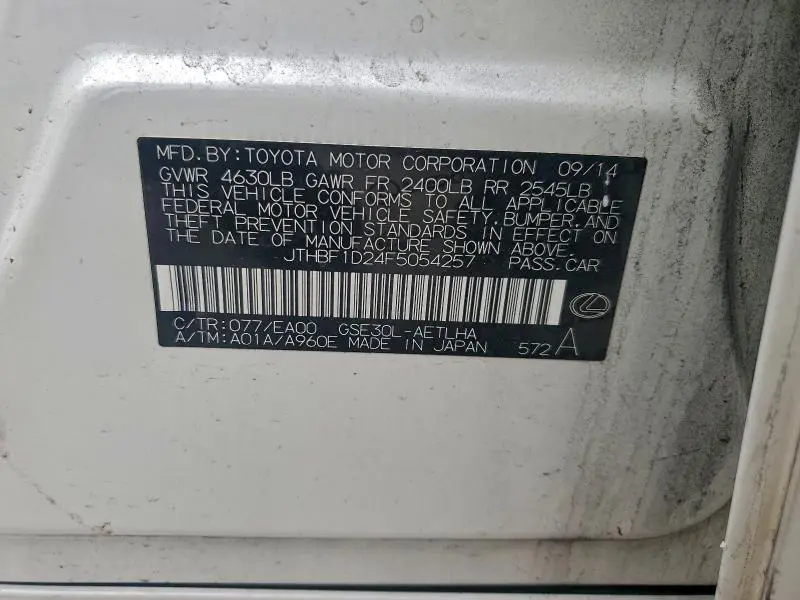 MFD.BY:TOYOTA MOTOR CORPORATION 09/14
GVWR 4630LB GAWR FR 2400LB RR 2545LB
THIS VEHICLE CONFORMS TO ALL APPLICABLE
FEDERAL MOTOR VEHICLE SAFETY,BUMPER,AND
THEFT PREVENTION STANDARDS IN EFFECT ON
THE DATE OF MANUFACTURE SHOWN ABOVE.
JTHBF1D24F5054257 PASS.CAR
C/TR:077/EA00 GSE30L-AETLHA
A/TM:A01A/A960E MADE IN JAPAN 572 A